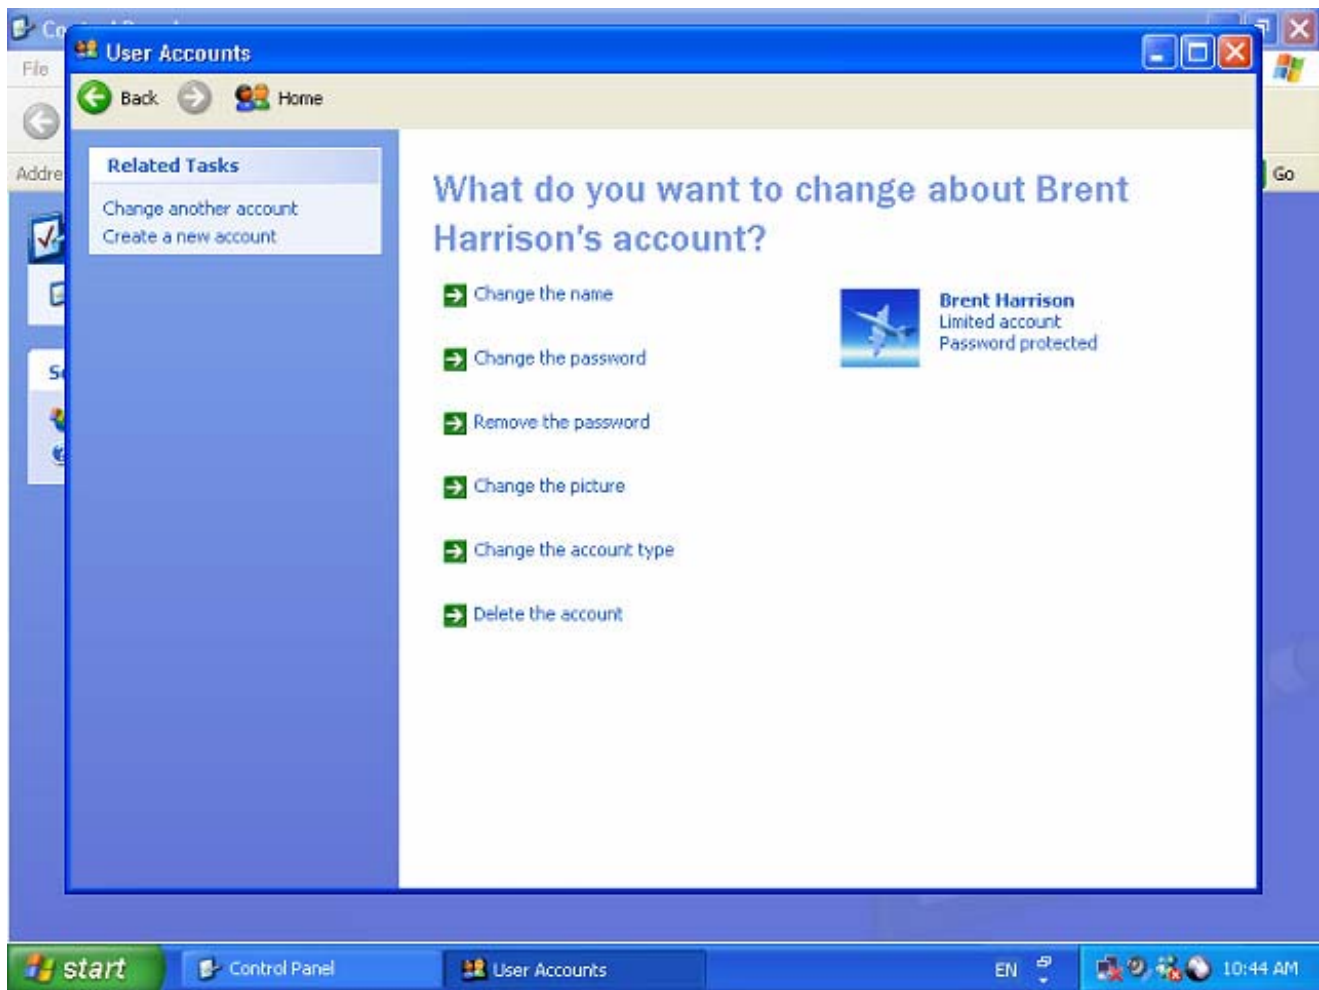 User Accounts
File
Back
Home
Go
Related Tasks
Change another account
Create a new account
What do you want to change about Brent
Harrison's account?
Change the name
Change the password
Remove the password
Change the picture
Change the account type
Delete the account
Brent Harrison
Limited account
Password protected
start
Control Panel
User Accounts
EN
10:44 AM